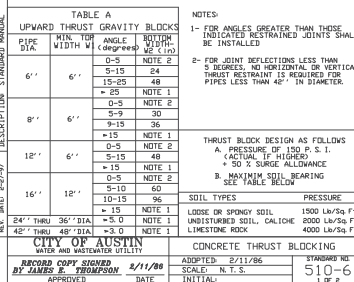 TABLE A
UPWARD THRUST GRAVITY BLOCKS
PIPE DIA.
MIN. TOP WIDTH W1
ANGLE (degrees)
BOTTOM WIDTH- W2 (in)
6'' 6''
0-5 NOTE 2
5-15 24
15-25 48
> 25 NOTE 1
8'' 6''
0-5 NOTE 2
5-9 30
9-15 36
>15 NOTE 1
12'' 6''
0-5 NOTE 2
5-15 48
>15 NOTE 1
16'' 12''
0-5 NOTE 2
5-10 60
10-15 96
> 15 NOTE 1
24'' THRU 36'' DIA. >5.0 NOTE 1
42'' THRU 48'' DIA. >3.0 NOTE 1
NOTES:
1- FOR ANGLES GREATER THAN THOSE
INDICATED RESTRAINED JOINTS SHAL
BE INSTALLED
2- FOR JOINT DEFLECTIONS LESS THAN
5 DEGREES, NO HORIZONTAL OR VERTICA
THRUST RESTRAINT IS REQUIRED FOR
PIPES LESS THAN 42'' IN DIAMETER.
THRUST BLOCK DESIGN AS FOLLOWS
A. PRESSURE OF 150 P. S. I.
(ACTUAL IF HIGHER)
+ 50 % SURGE ALLOWANCE
B. MAXIMUM SOIL BEARING
SEE TABLE BELOW
SOIL TYPES PRESSURE
LOOSE OR SPONGY SOIL 1500 Lb/Sq. F
UNDISTURBED SOIL, CALICHE 2000 Lb/Sq. F
LIMESTONE ROCK 4000 Lb/Sq. F
CITY OF AUSTIN
WATER AND WASTEWATER UTILITY
RECORD COPY SIGNED
BY JAMES E. THOMPSON 2/11/86
APPROVED DATE
CONCRETE THRUST BLOCKING
ADOPTED: 2/11/86
SCALE: N. T. S.
INITIAL:
STANDARD NO.
510-6
1 OF 2
STANDARD MANUAL
DESCRIPTION:
REV. DATE: 2-27-97